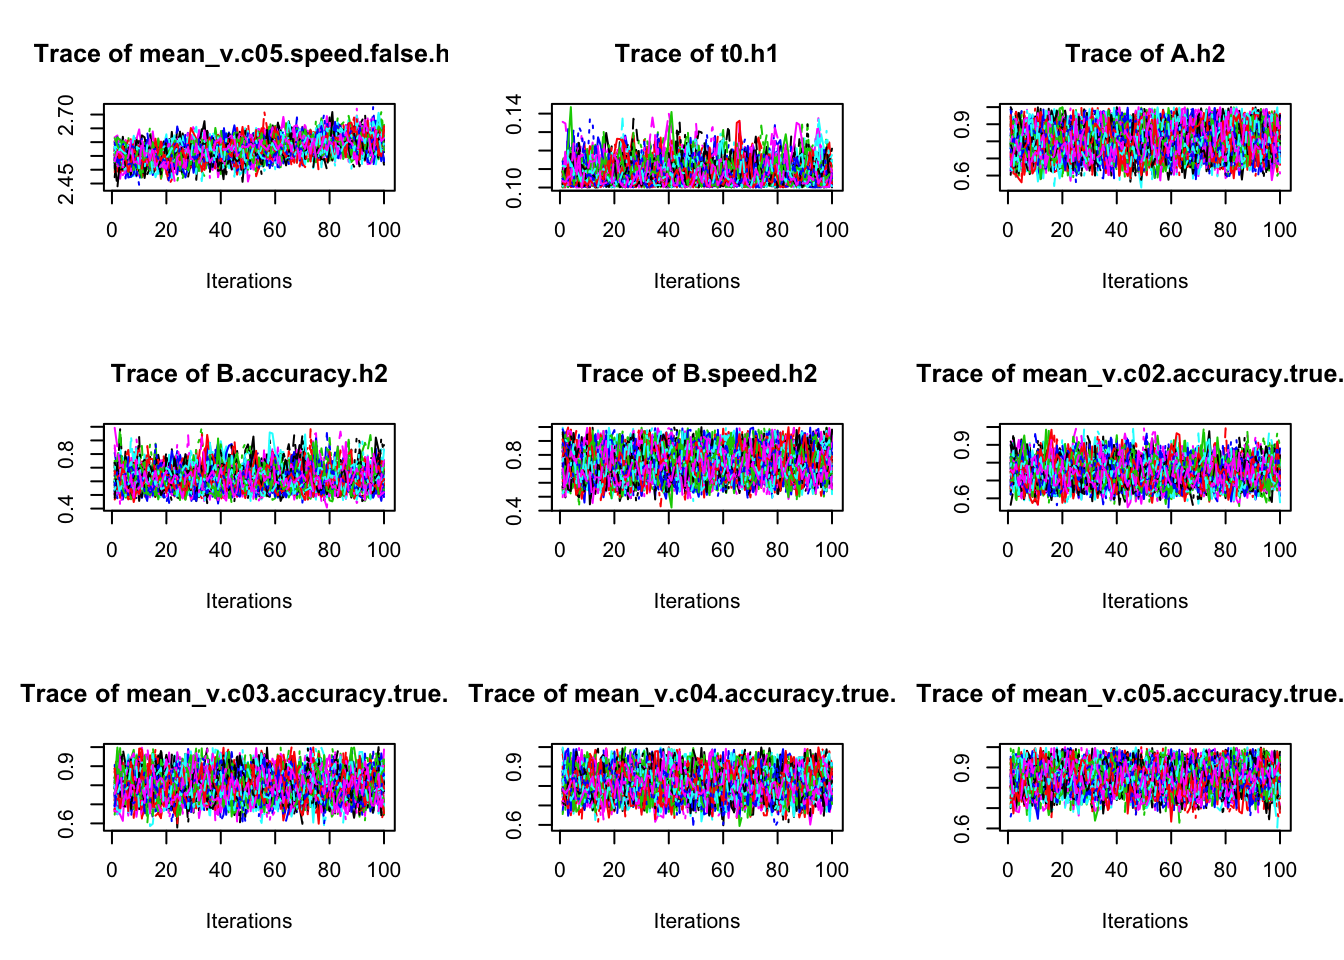 Trace of mean_v.c05.speed.false.h
Trace of t0.h1
Trace of A.h2
2.45 2.70
0.10 0.14
0.6 0.9
0 20 40 60 80 100
0 20 40 60 80 100
0 20 40 60 80 100
Iterations
Iterations
Iterations
Trace of B.accuracy.h2
Trace of B.speed.h2
Trace of mean_v.c02.accuracy.true.
0.4 0.8
0.4 0.8
0.6 0.9
0 20 40 60 80 100
0 20 40 60 80 100
0 20 40 60 80 100
Iterations
Iterations
Iterations
Trace of mean_v.c03.accuracy.true.
Trace of mean_v.c04.accuracy.true.
Trace of mean_v.c05.accuracy.true.
0.6 0.9
0.6 0.9
0.6 0.9
0 20 40 60 80 100
0 20 40 60 80 100
0 20 40 60 80 100
Iterations
Iterations
Iterations